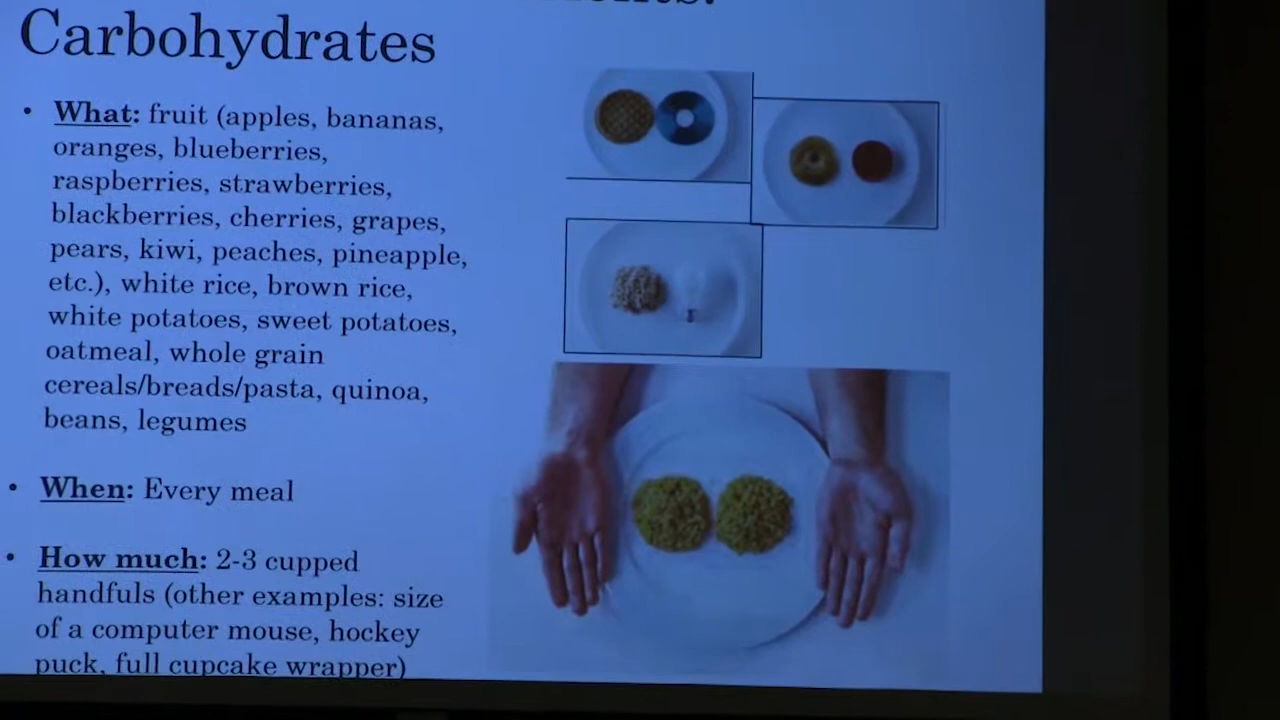 Carbohydrates
• What: fruit (apples, bananas,
oranges, blueberries,
raspberries, strawberries,
blackberries, cherries, grapes,
pears, kiwi, peaches, pineapple,
etc.), white rice, brown rice,
white potatoes, sweet potatoes,
oatmeal, whole grain
cereals/breads/pasta, quinoa,
beans, legumes
• When: Every meal
• How much: 2-3 cupped
handfuls (other examples: size
of a computer mouse, hockey
puck, full cupcake wrapper)